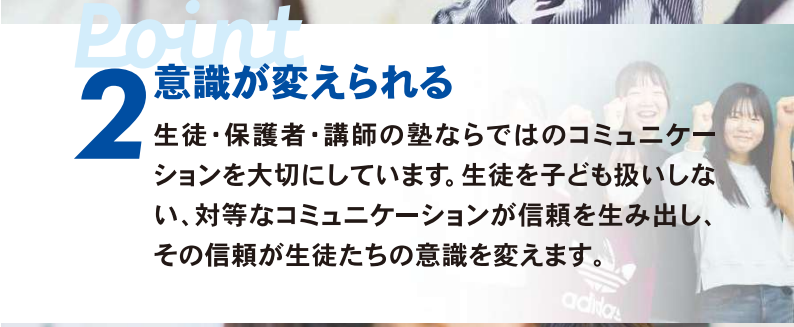 Point
2
意識が変えられる
生徒・保護者・講師の塾ならではのコミュニケー
ションを大切にしています。生徒を子ども扱いしな
い、対等なコミュニケーションが信頼を生み出し、
その信頼が生徒たちの意識を変えます。
adidas